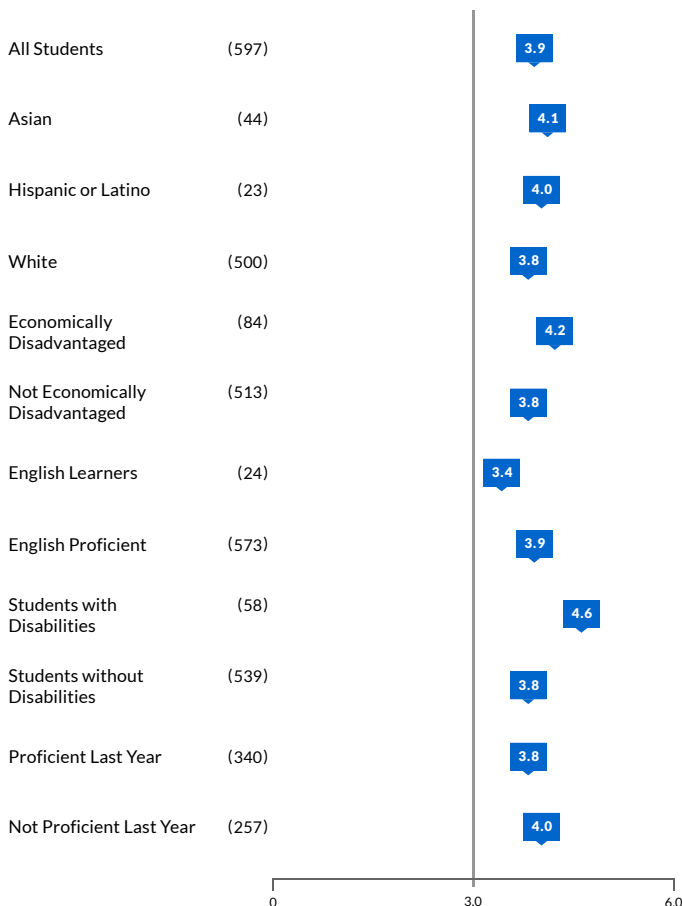 All Students (597) 3.9
Asian (44) 4.1
Hispanic or Latino (23) 4.0
White (500) 3.8
Economically (84) 4.2
Disadvantaged
Not Economically (513) 3.8
Disadvantaged
English Learners (24) 3.4
English Proficient (573) 3.9
Students with (58) 4.6
Disabilities
Students without (539) 3.8
Disabilities
Proficient Last Year (340) 3.8
Not Proficient Last Year (257) 4.0
0 3.0 6.0